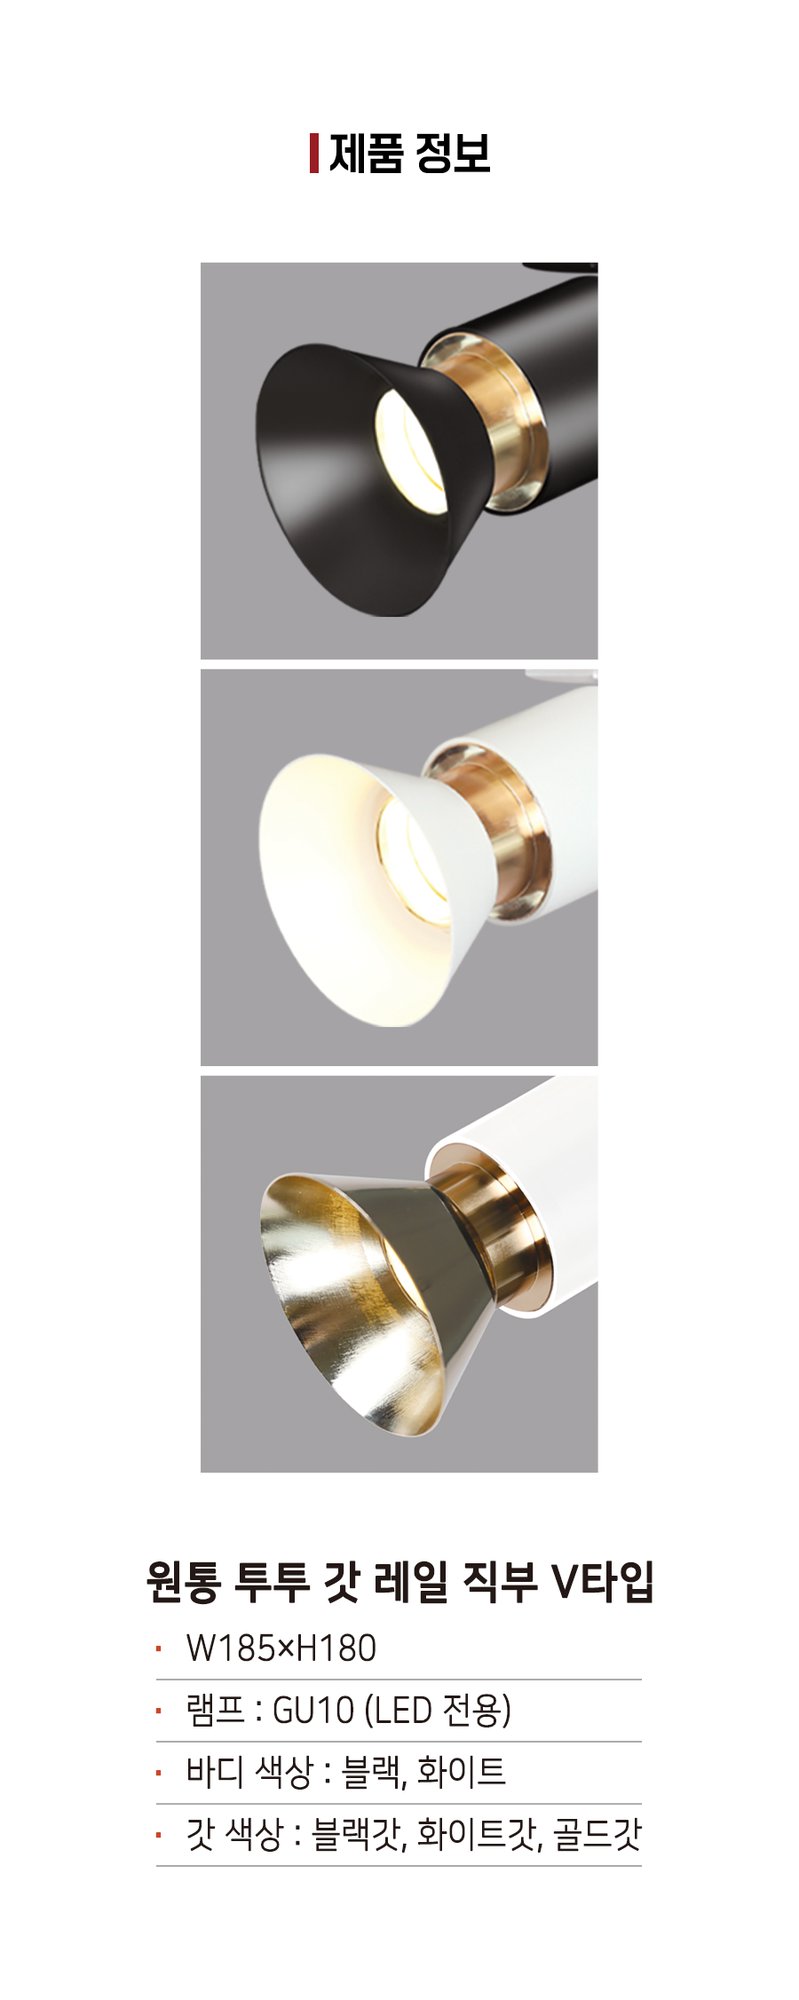 제품 정보
원통 투투 갓 레일 직부 V타입
· W185×H180
· 램프 : GU10 (LED 전용)
· 바디 색상 : 블랙, 화이트
· 갓 색상 : 블랙갓, 화이트갓, 골드갓